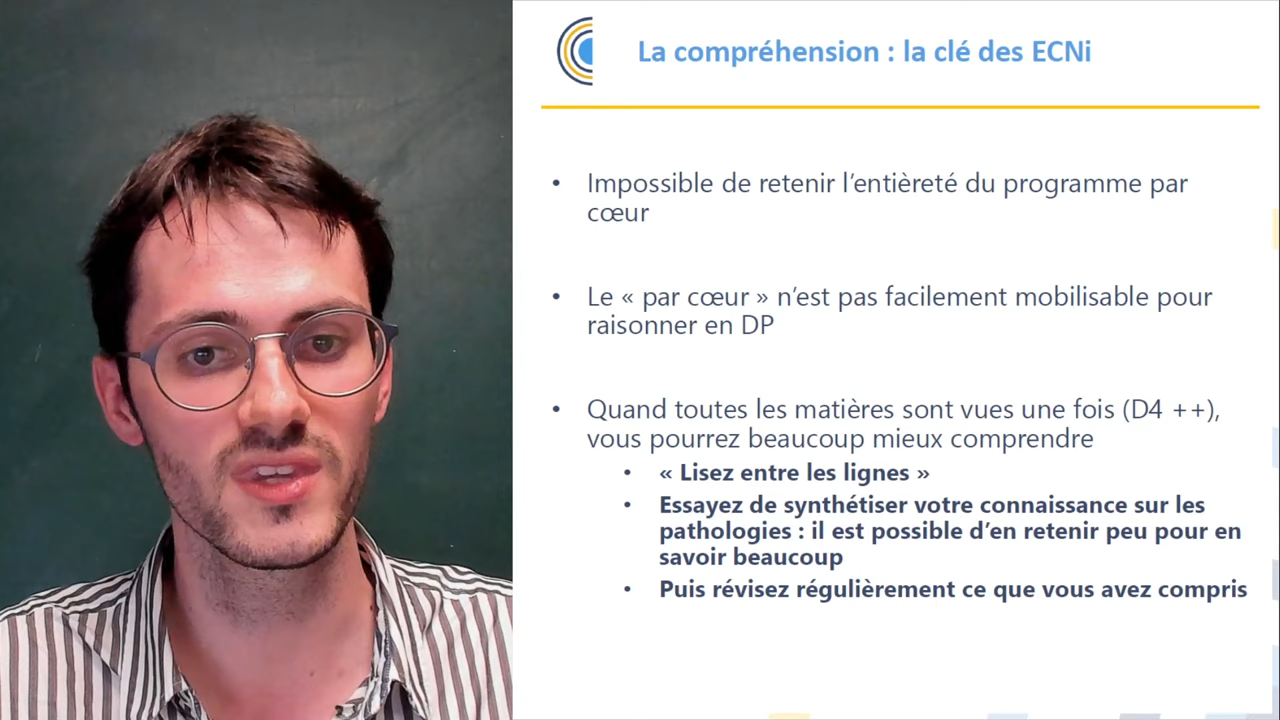 La compréhension : la clé des ECNi
• Impossible de retenir l’entièreté du programme par
cœur
• Le « par cœur » n’est pas facilement mobilisable pour
raisonner en DP
• Quand toutes les matières sont vues une fois (D4 ++),
vous pourrez beaucoup mieux comprendre
• « Lisez entre les lignes »
• Essayez de synthétiser votre connaissance sur les
pathologies : il est possible d’en retenir peu pour en
savoir beaucoup
• Puis révisez régulièrement ce que vous avez compris